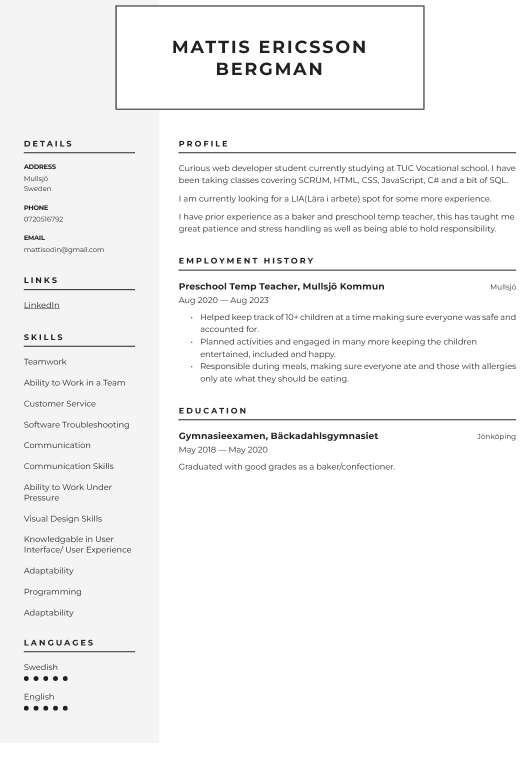 MATTIS ERICSSON
BERGMAN
DETAILS
ADDRESS
Mullsjö
Sweden
PHONE
0720516792
EMAIL
mattisodin@gmail.com
LINKS
LinkedIn
SKILLS
Teamwork
Ability to Work in a Team
Customer Service
Software Troubleshooting
Communication
Communication Skills
Ability to Work Under
Pressure
Visual Design Skills
Knowledgable in User
Interface/ User Experience
Adaptability
Programming
Adaptability
LANGUAGES
Swedish
English
PROFILE
Curious web developer student currently studying at TUC Vocational school. I have
been taking classes covering SCRUM, HTML, CSS, JavaScript, C# and a bit of SQL.
I am currently looking for a LIA(Lära i arbete) spot for some more experience.
I have prior experience as a baker and preschool temp teacher, this has taught me
great patience and stress handling as well as being able to hold responsibility.
EMPLOYMENT HISTORY
Preschool Temp Teacher, Mullsjö Kommun Mullsjö
Aug 2020 — Aug 2023
• Helped keep track of 10+ children at a time making sure everyone was safe and
accounted for.
• Planned activities and engaged in many more keeping the children
entertained, included and happy.
• Responsible during meals, making sure everyone ate and those with allergies
only ate what they should be eating.
EDUCATION
Gymnasieexamen, Bäckadahlsgymnasiet Jönköping
May 2018 — May 2020
Graduated with good grades as a baker/confectioner.